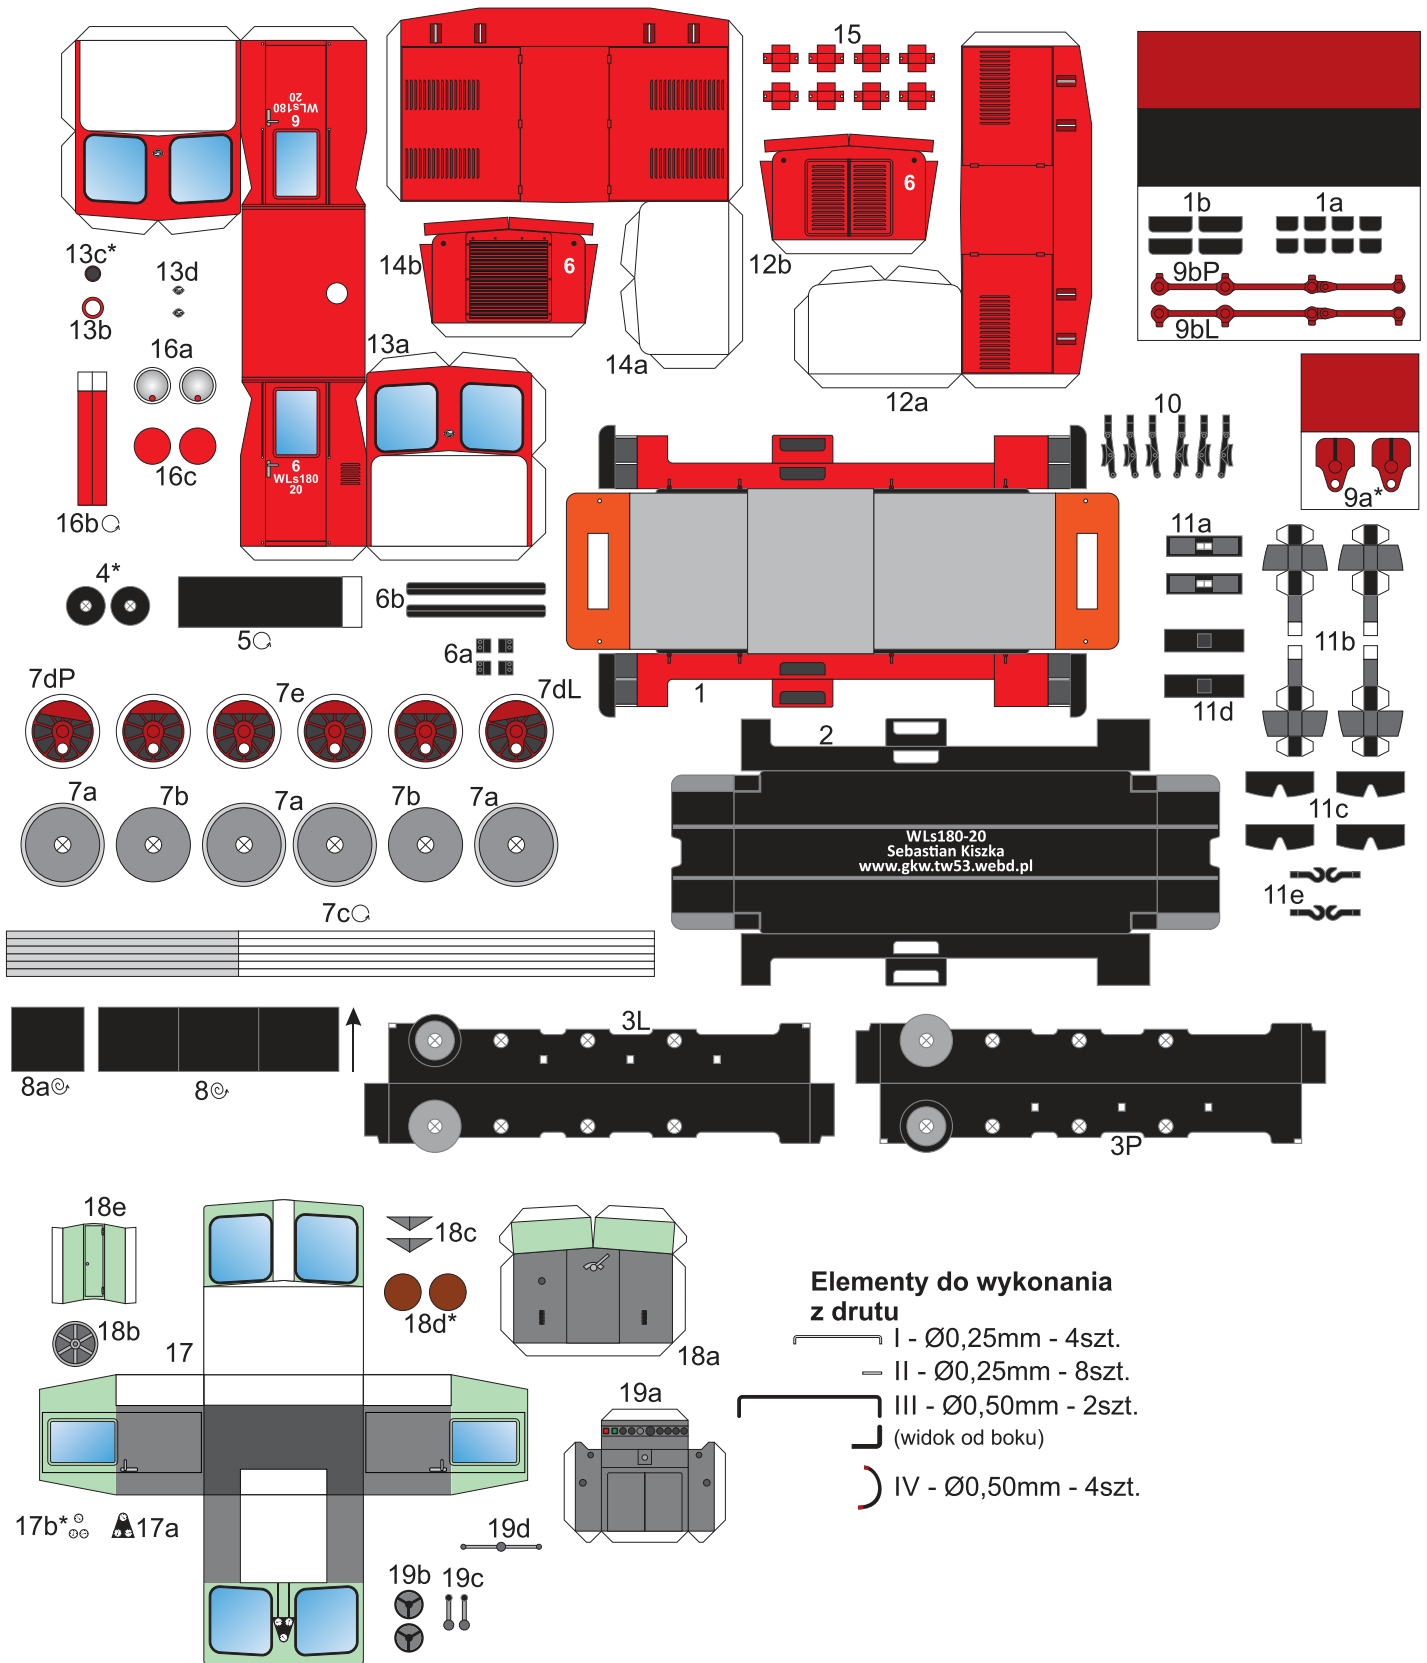 15
6
WLs180
20
1b
1a
13c*
13d
14b
6
12b
6
9bP
13b
9bL
16a
13a
14a
12a
10
16c
6
WLs180
20
9a*
16b
11a
4*
6b
5
6a
11b
7dP
7e
7dL
1
11d
2
7a
7b
7a
7b
7a
11c
WLs180-20
Sebastian Kiszka
www.gkw.tw53.webd.pl
11e
7c
3L
8a
8
3P
18e
18c
18b
18d*
17
18a
Elementy do wykonania
z drutu
I - Ø0,25mm - 4szt.
II - Ø0,25mm - 8szt.
19a
III - Ø0,50mm - 2szt.
(widok od boku)
IV - Ø0,50mm - 4szt.
17b*
17a
19d
19b
19c